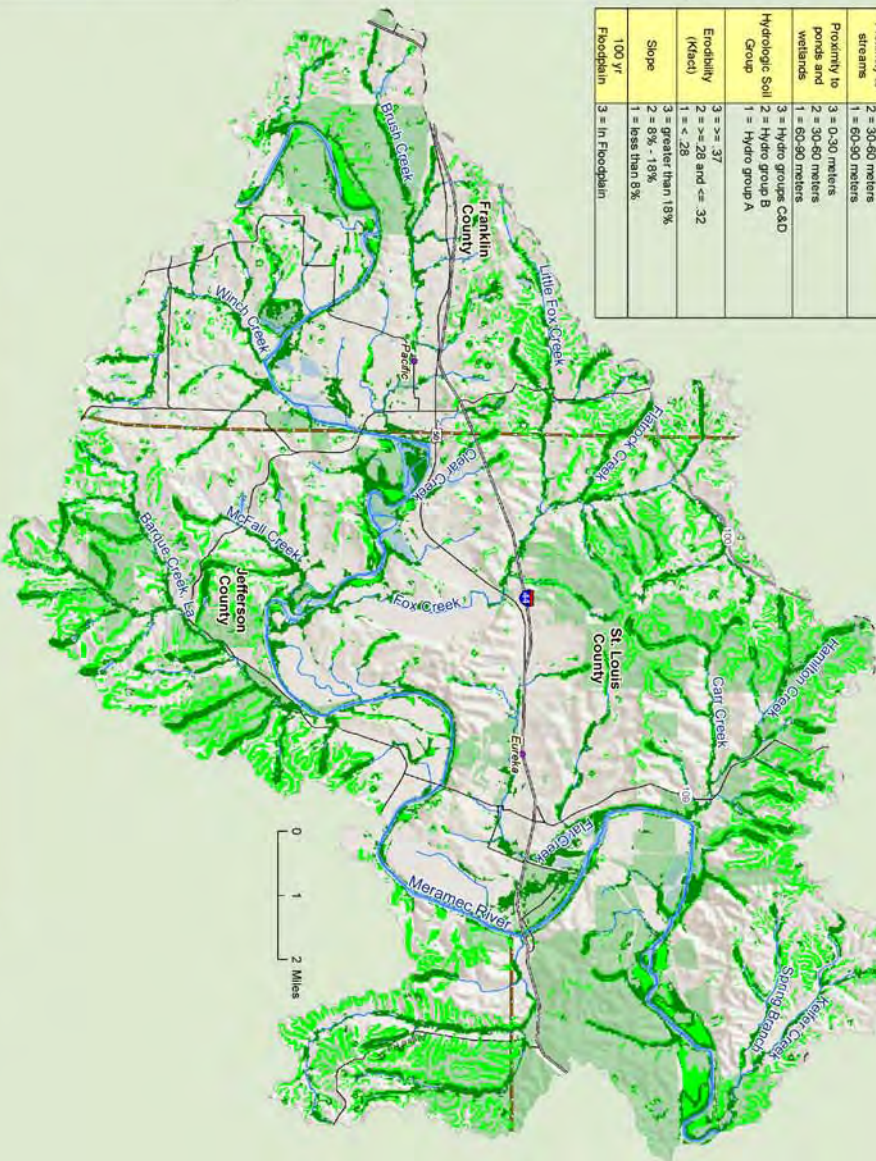 streams
2 = 30-60 meters
1 = 60-90 meters
Proximity to
ponds and
wetlands
3 = 0-30 meters
2 = 30-60 meters
1 = 60-90 meters
Hydrologic Soil
Group
3 = Hydro groups C&D
2 = Hydro group B
1 = Hydro group A
Erodibility
(Kfact)
3 = >= .37
2 = >= .28 and <= .32
1 = < .28
Slope
3 = greater than 18%
2 = 8% - 18%
1 = less than 8%
100 yr
Floodplain
3 = In Floodplain
Brush Creek
Franklin
County
Little Fox Creek
Winch Creek
Pacific
Flatrock Creek
50
Clear Creek
100
McFall Creek
Barque Creek, La
Jefferson
County
Fox Creek
44
St. Louis
County
Hamilton Creek
Carr Creek
Eureka
109
Flat Creek
Meramec River
Spring Branch
Keifer Creek
0 1 2 Miles